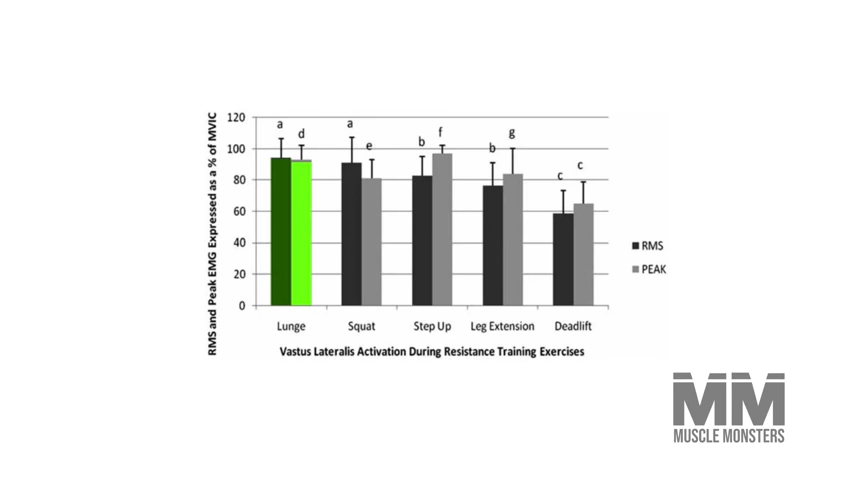 RMS and Peak EMG Expressed as a % of MVIC
120
100
80
60
40
20
0
a
d
a
e
b
f
b
g
c
c
Lunge
Squat
Step Up
Leg Extension
Deadlift
Vastus Lateralis Activation During Resistance Training Exercises
RMS
PEAK
MM
MUSCLE MONSTERS